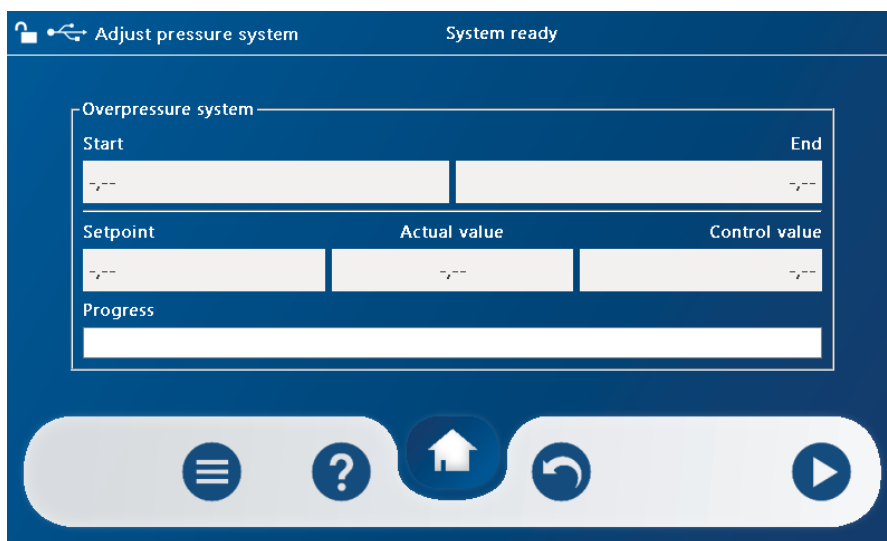 Adjust pressure system System ready
Overpressure system
Start End
-,-- -,--
Setpoint Actual value Control value
-,-- -,-- -,--
Progress
?